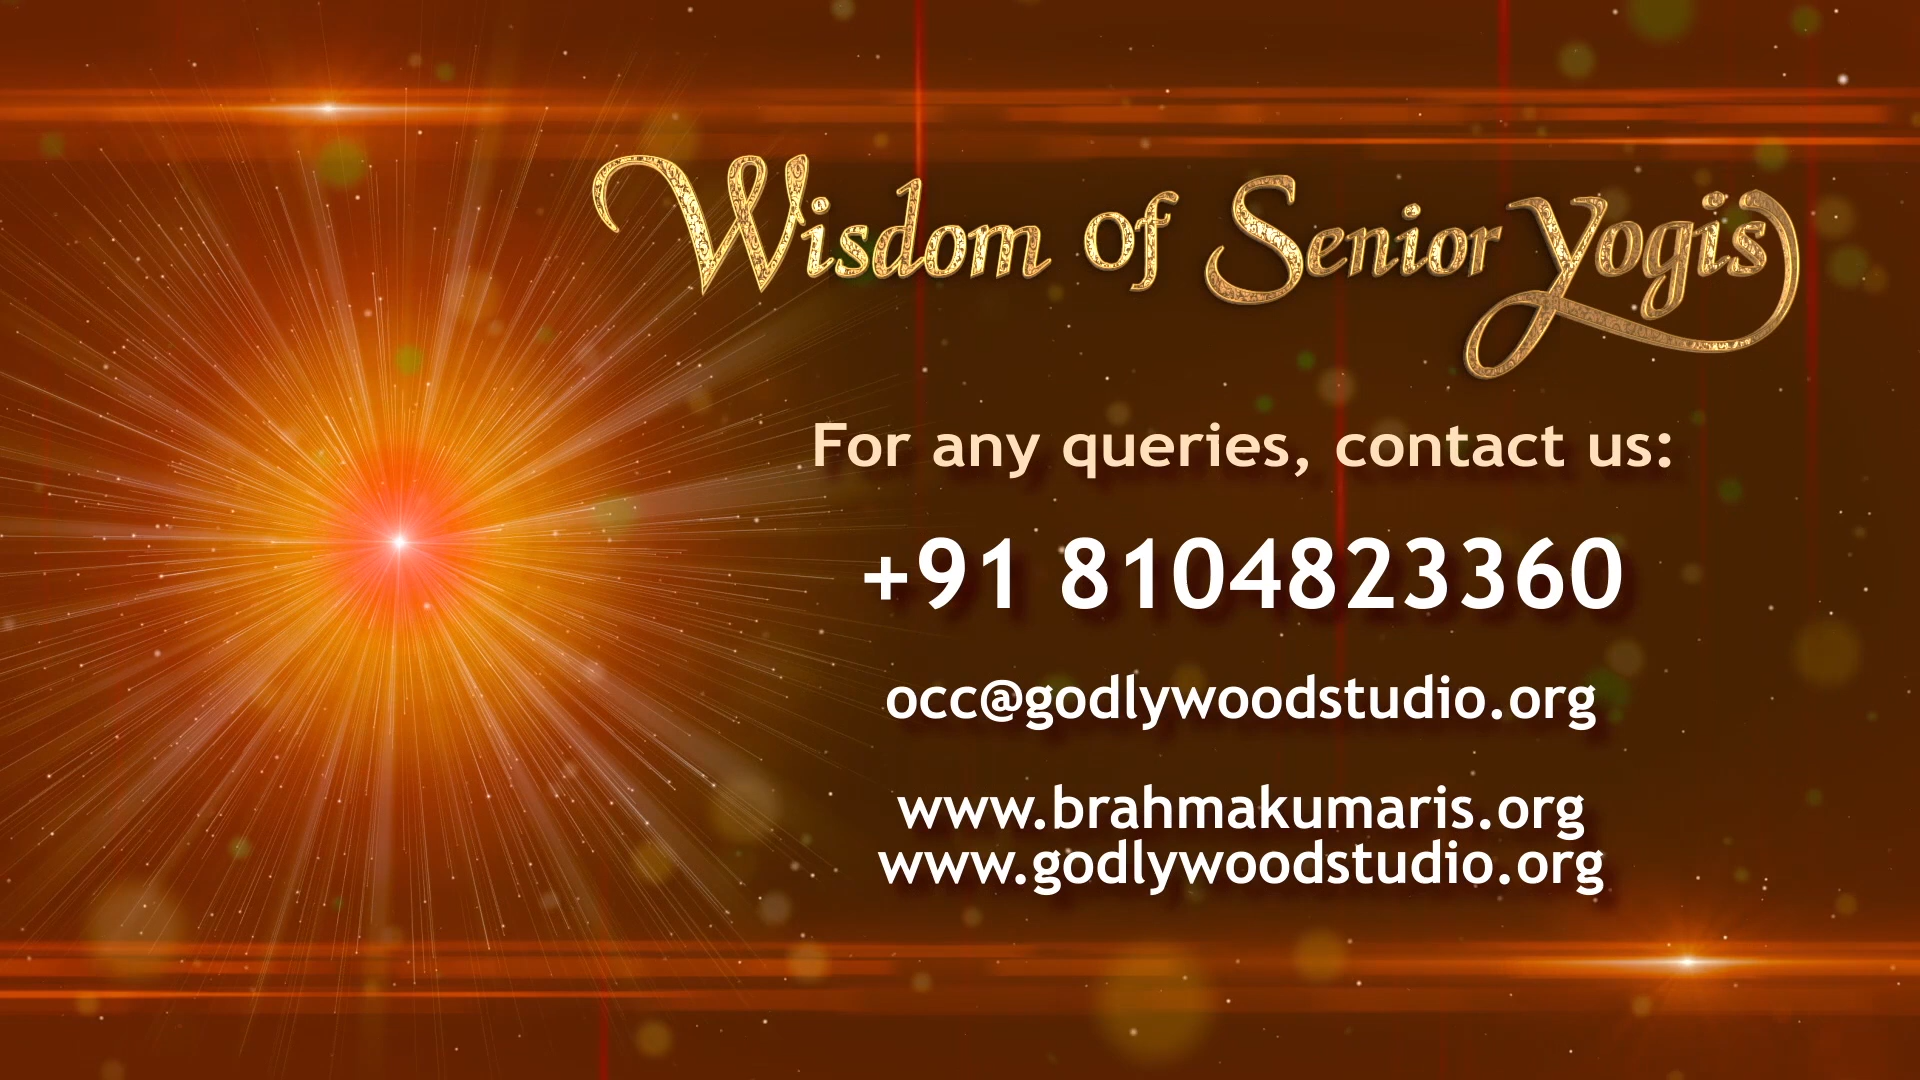 Wisdom of Senior Yogis
For any queries, contact us:
+91 8104823360
occ@godlywoodstudio.org
www.brahmakumaris.org
www.godlywoodstudio.org